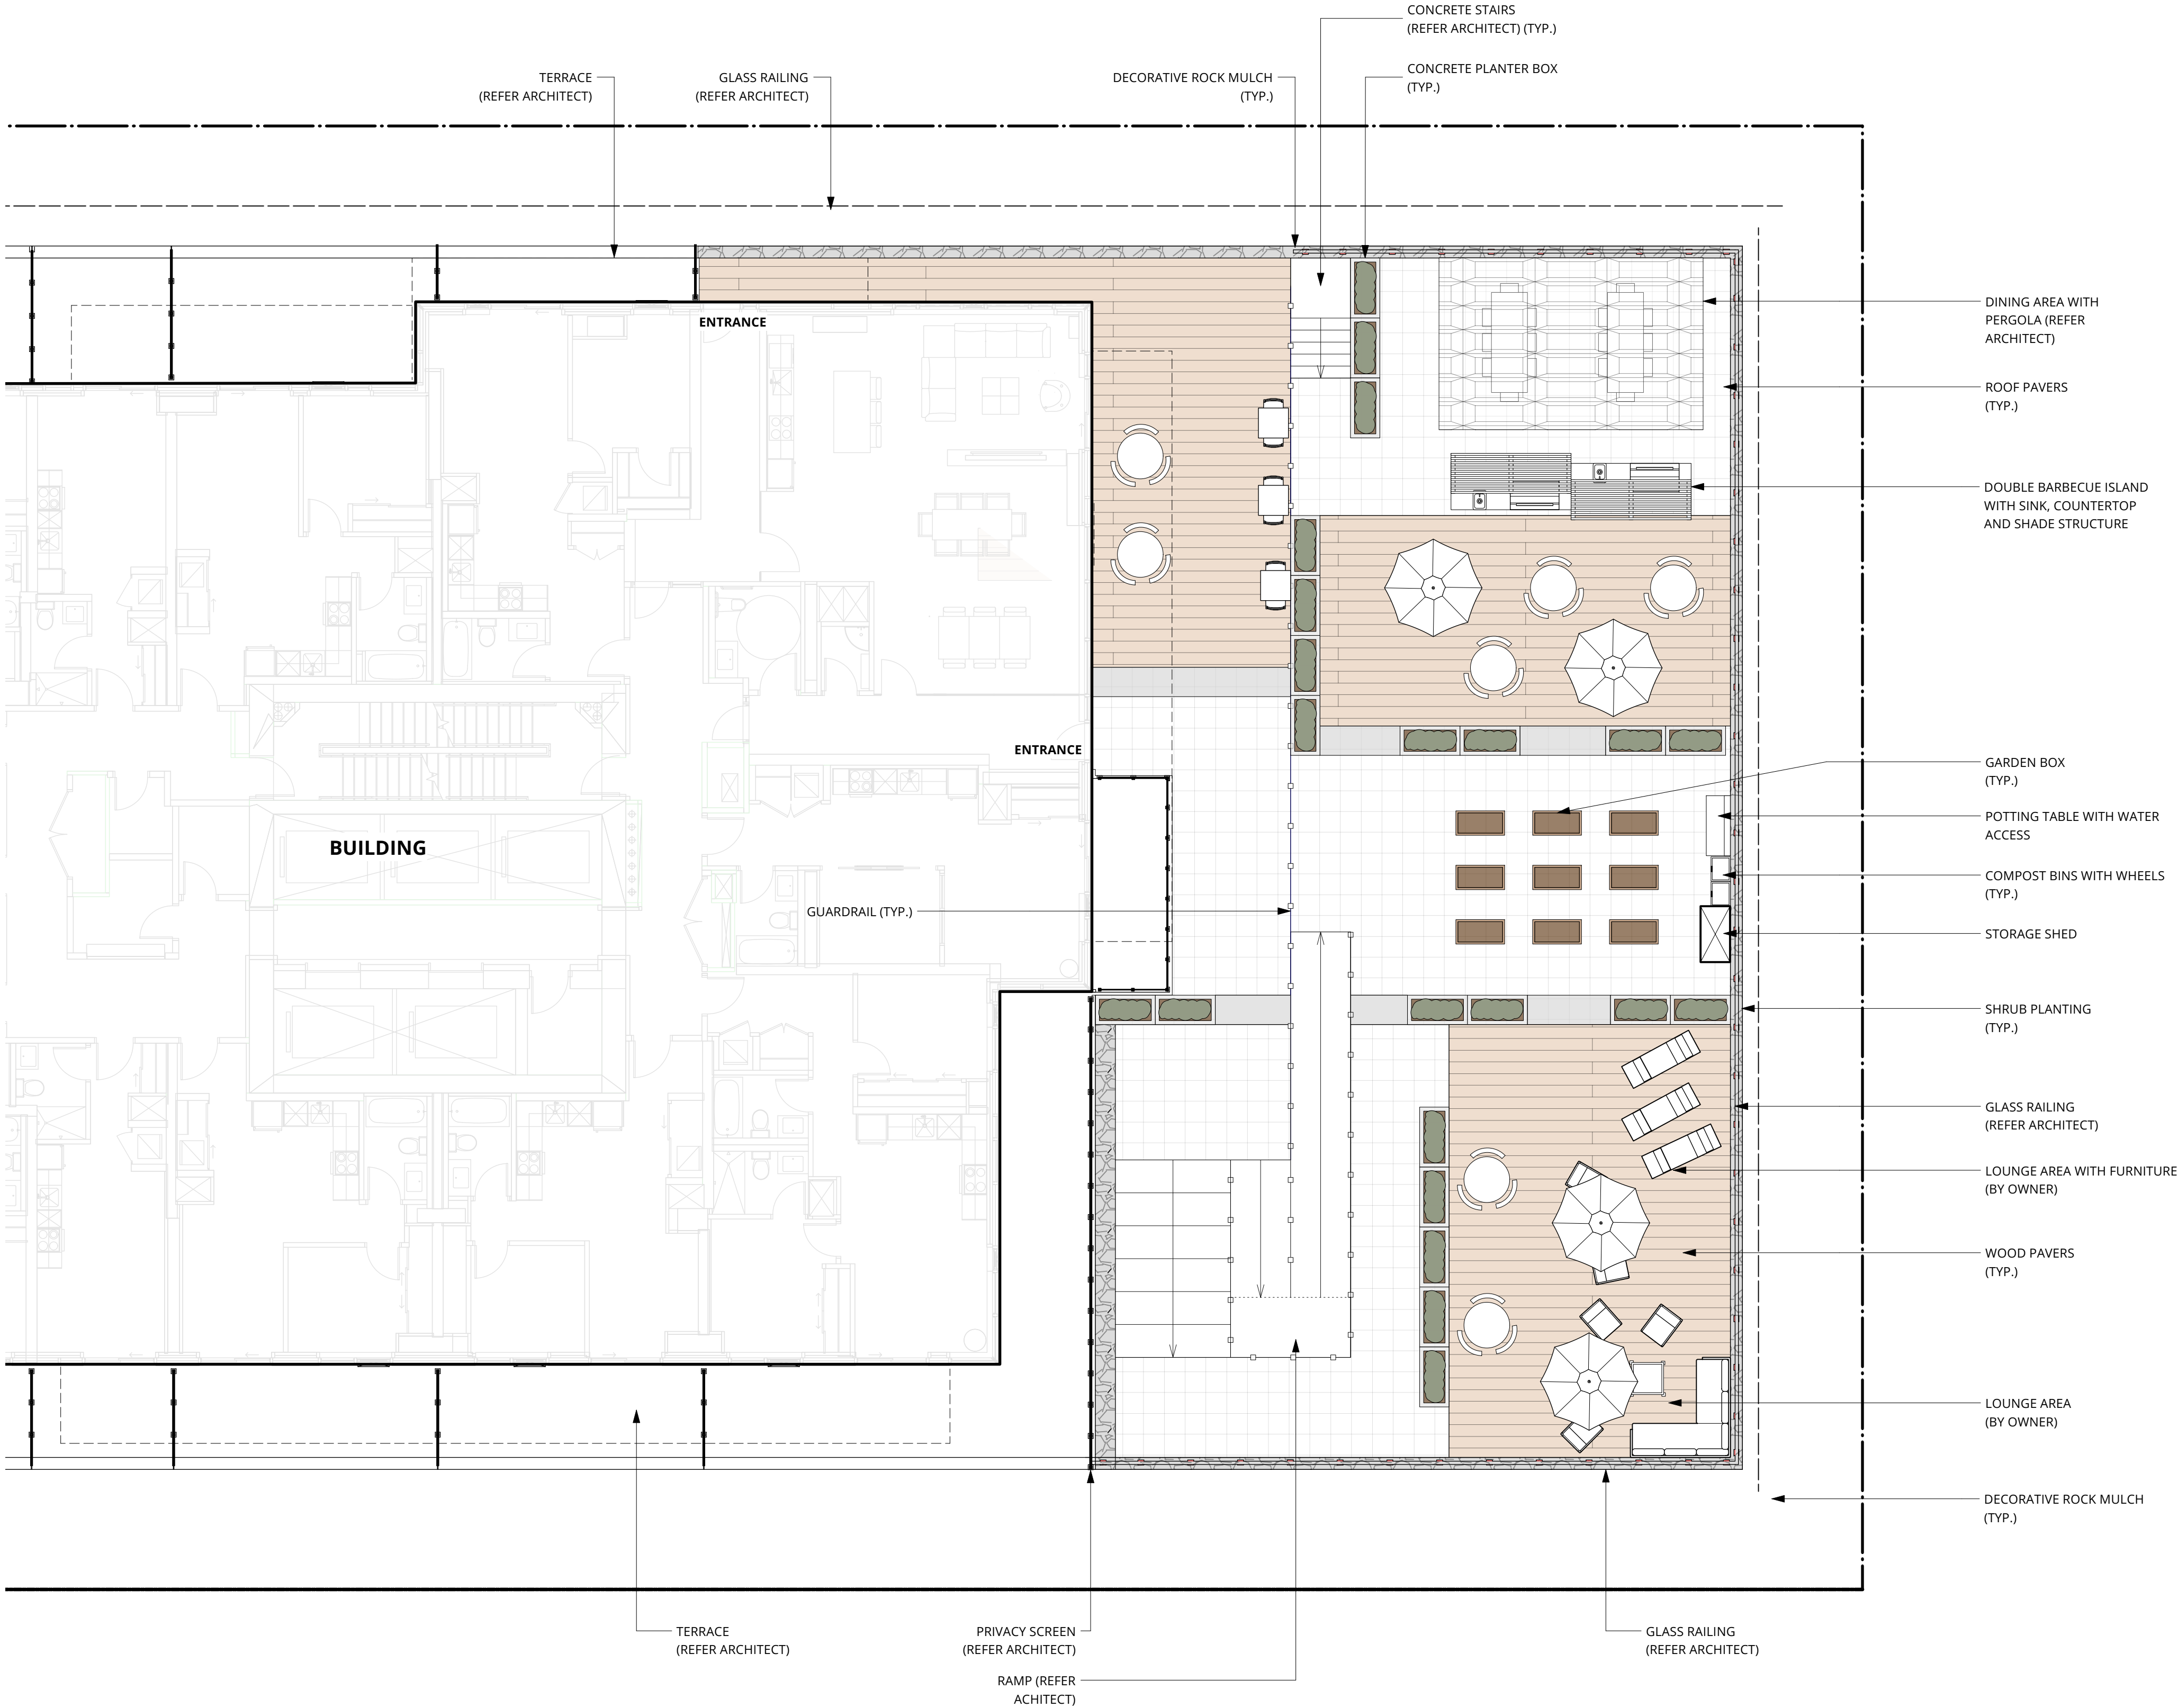 CONCRETE STAIRS
(REFER ARCHITECT) (TYP.)
TERRACE
(REFER ARCHITECT)
GLASS RAILING
(REFER ARCHITECT)
DECORATIVE ROCK MULCH
(TYP.)
CONCRETE PLANTER BOX
(TYP.)
DINING AREA WITH
PERGOLA (REFER
ARCHITECT)
ENTRANCE
ROOF PAVERS
(TYP.)
DOUBLE BARBECUE ISLAND
WITH SINK, COUNTERTOP
AND SHADE STRUCTURE
ENTRANCE
GARDEN BOX
(TYP.)
POTTING TABLE WITH WATER
ACCESS
BUILDING
COMPOST BINS WITH WHEELS
(TYP.)
GUARDRAIL (TYP.)
STORAGE SHED
SHRUB PLANTING
(TYP.)
GLASS RAILING
(REFER ARCHITECT)
LOUNGE AREA WITH FURNITURE
(BY OWNER)
WOOD PAVERS
(TYP.)
LOUNGE AREA
(BY OWNER)
DECORATIVE ROCK MULCH
(TYP.)
TERRACE
(REFER ARCHITECT)
PRIVACY SCREEN
(REFER ARCHITECT)
GLASS RAILING
(REFER ARCHITECT)
RAMP (REFER
ACHITECT)